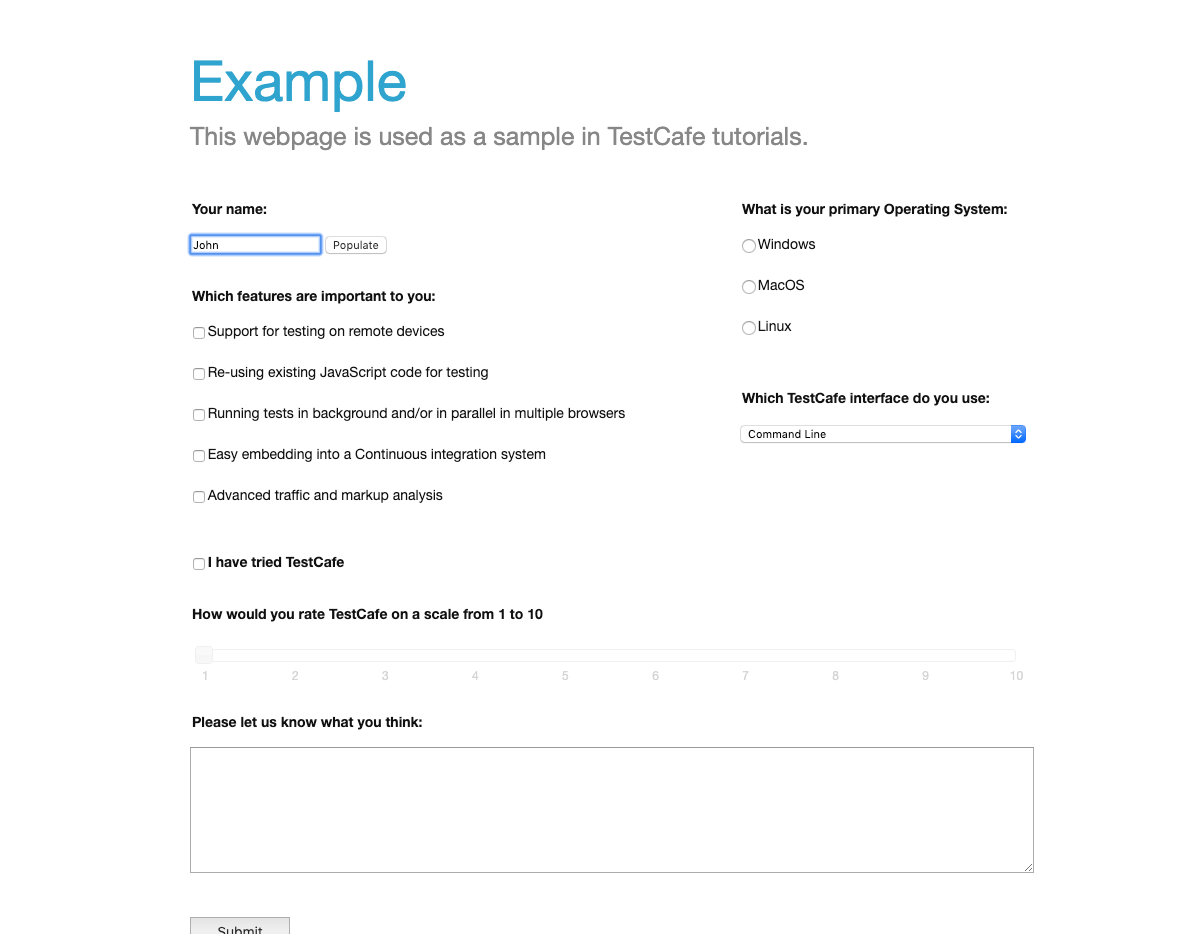 Example
This webpage is used as a sample in TestCafe tutorials.
Your name:
John
Populate
Which features are important to you:
Support for testing on remote devices
Re-using existing JavaScript code for testing
Running tests in background and/or in parallel in multiple browsers
Easy embedding into a Continuous integration system
Advanced traffic and markup analysis
What is your primary Operating System:
Windows
MacOS
Linux
Which TestCafe interface do you use:
Command Line
I have tried TestCafe
How would you rate TestCafe on a scale from 1 to 10
1 2 3 4 5 6 7 8 9 10
Please let us know what you think:
Submit